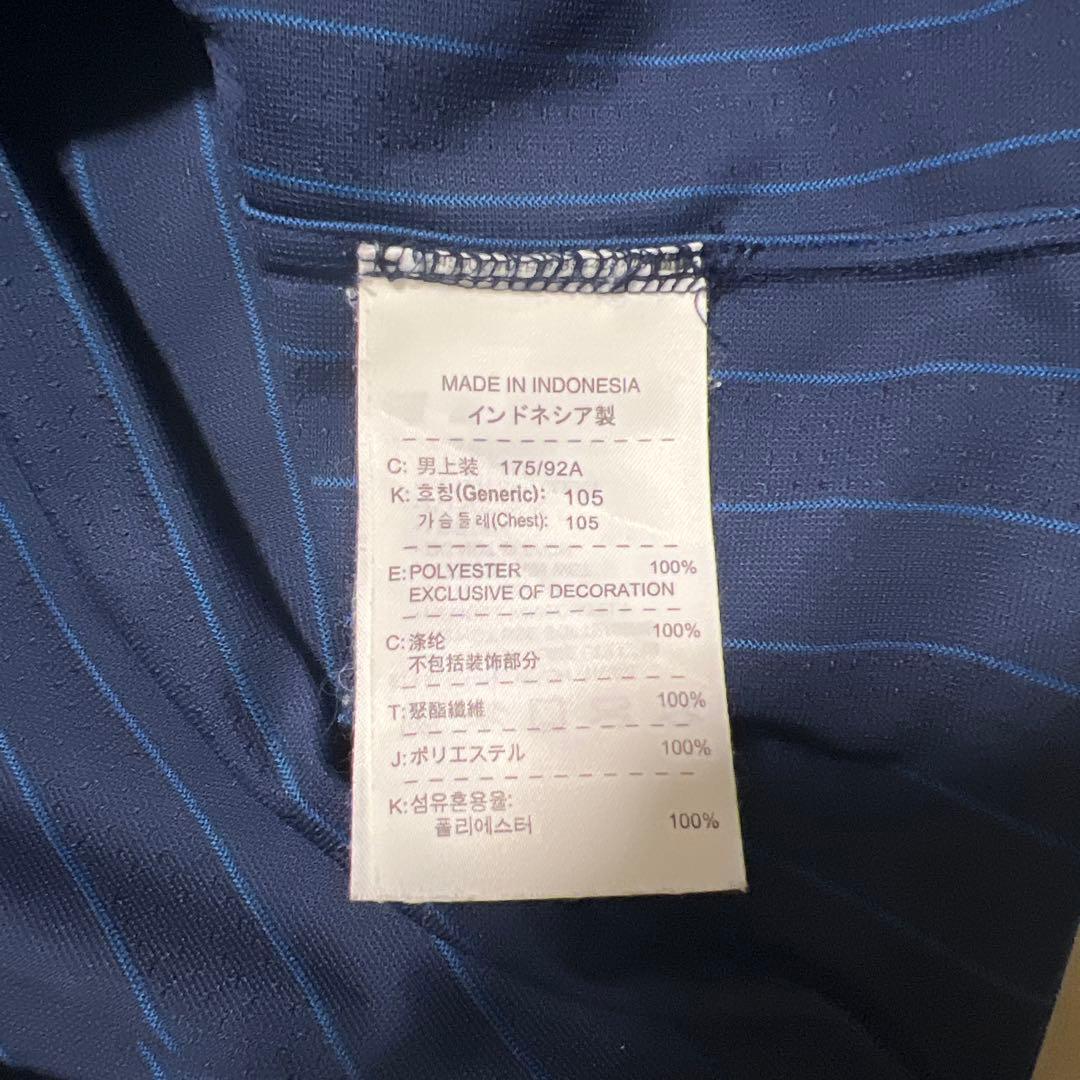 MADE IN INDONESIA
インドネシア製
C: 男上装 175/92A
K: 호칭(Generic): 105
가슴둘레(Chest): 105
E: POLYESTER 100%
EXCLUSIVE OF DECORATION
C: 涤纶 100%
不包括装饰部分
T: 聚酯纖維 100%
J: ポリエステル 100%
K: 섬유혼용율:
폴리에스터 100%